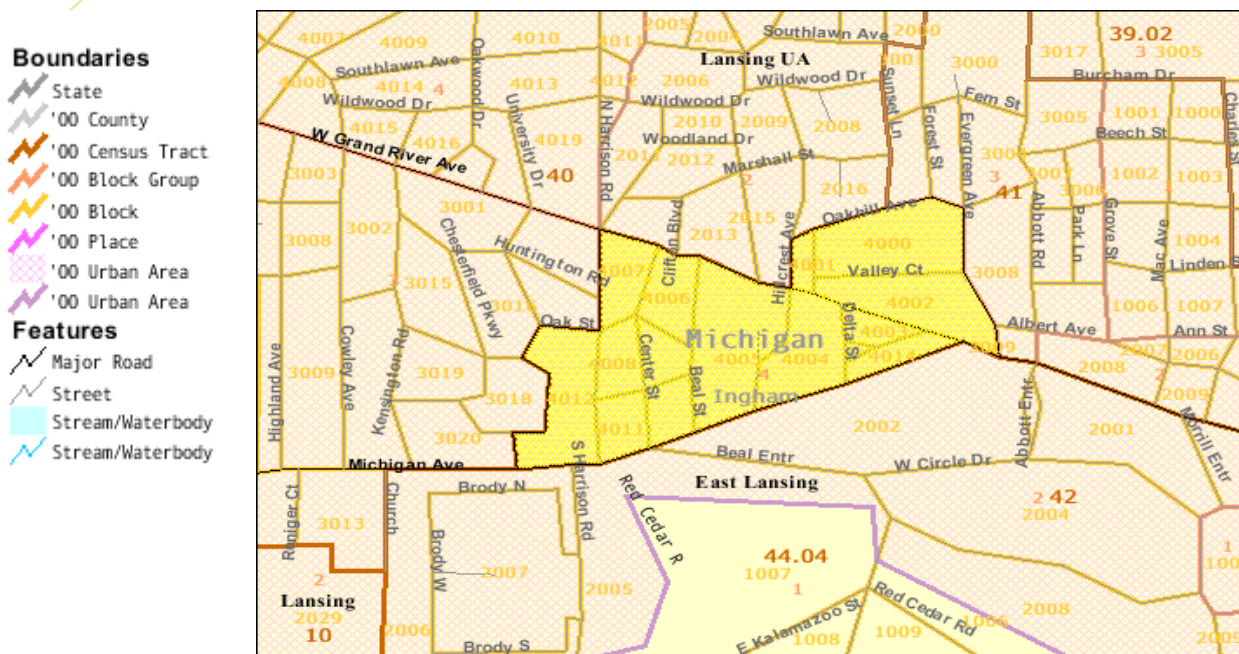 Boundaries
State
'00 County
'00 Census Tract
'00 Block Group
'00 Block
'00 Place
'00 Urban Area
'00 Urban Area
Features
Major Road
Street
Stream/Waterbody
Stream/Waterbody
4007
4009
4010
4011
2005
2004
Southlawn Ave
2000
39.02
Oakwood Dr
Lansing UA
3017
3
3005
Southlawn Ave
4008
4014
4
4013
4012
2006
Wildwood Dr
3000
Burcham Dr
Wildwood Dr
University Dr
N Harrison Rd
Wildwood Dr
2010
2009
2008
Sunset Ln
Forest St
Fern St
Evergreen Ave
3005
1001
1000
Charles St
4015
4016
4019
Woodland Dr
Beech St
W Grand River Ave
2012
Marshall St
3003
40
2
2016
3
41
3006
1002
1003
3001
Clifton Blvd
2015
Hillcrest Ave
Oakhill Ave
Abbott Rd
Park Ln
Grove St
Mac Ave
3008
3002
Chesterfield Pkwy
Huntington Rd
2013
4000
1004
Valley Ct
3008
Linden S
3015
4006
4002
1006
1007
Oak St
Delta St
Albert Ave
Ann St
Highland Ave
3009
Cowley Ave
Kensington Rd
3019
4008
Center St
Michigan
4005
4004
4003
2008
2007
2006
3018
4012
Beal St
4
Ingham
2
2009
3020
4011
2002
Abbott Entr
2001
Morrill Entr
Michigan Ave
S Harrison Rd
Beal Entr
W Circle Dr
Reniger Ct
3013
Church
Brody N
Red Cedar R
East Lansing
2
42
2004
2
Brody W
2007
2005
44.04
1007
1
1
Lansing
2029
10
2006
Brody S
E Kalamazoo St
1008
Red Cedar Rd
1009
1006
2008
2009